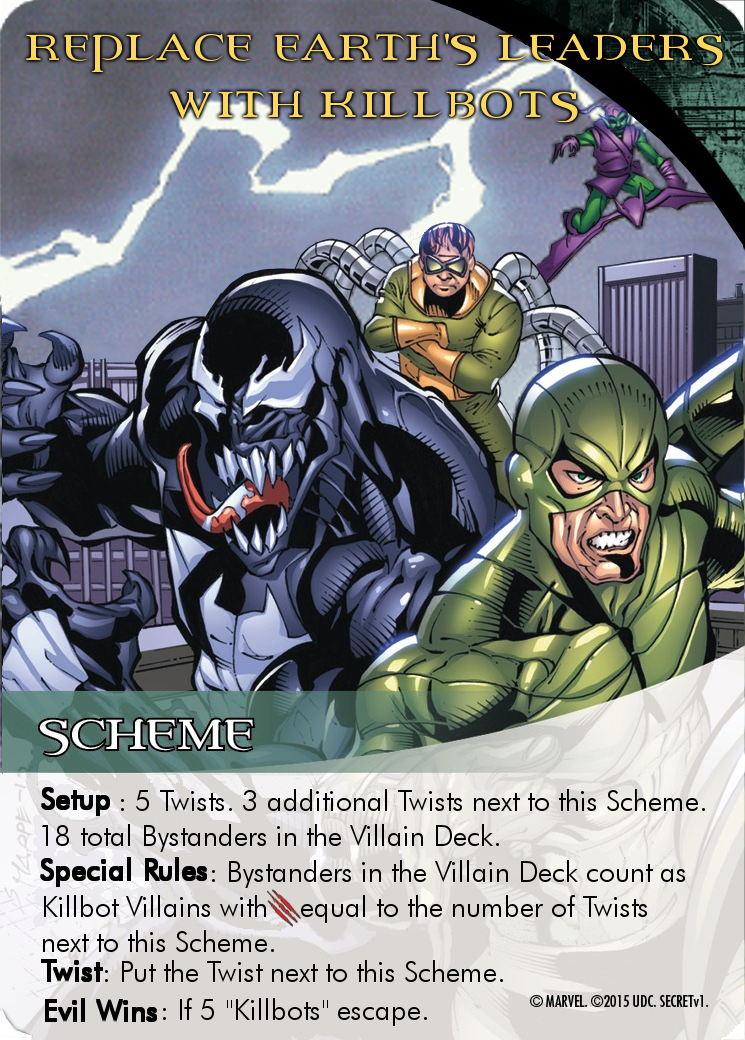 REPLACE EARTH'S LEADERS
WITH KILLBOTS
SCHEME
Setup : 5 Twists. 3 additional Twists next to this Scheme.
18 total Bystanders in the Villain Deck.
Special Rules: Bystanders in the Villain Deck count as
Killbot Villains with equal to the number of Twists
next to this Scheme.
Twist: Put the Twist next to this Scheme.
Evil Wins: If 5 "Killbots" escape.
© MARVEL. ©2015 UDC. SECRETv1.